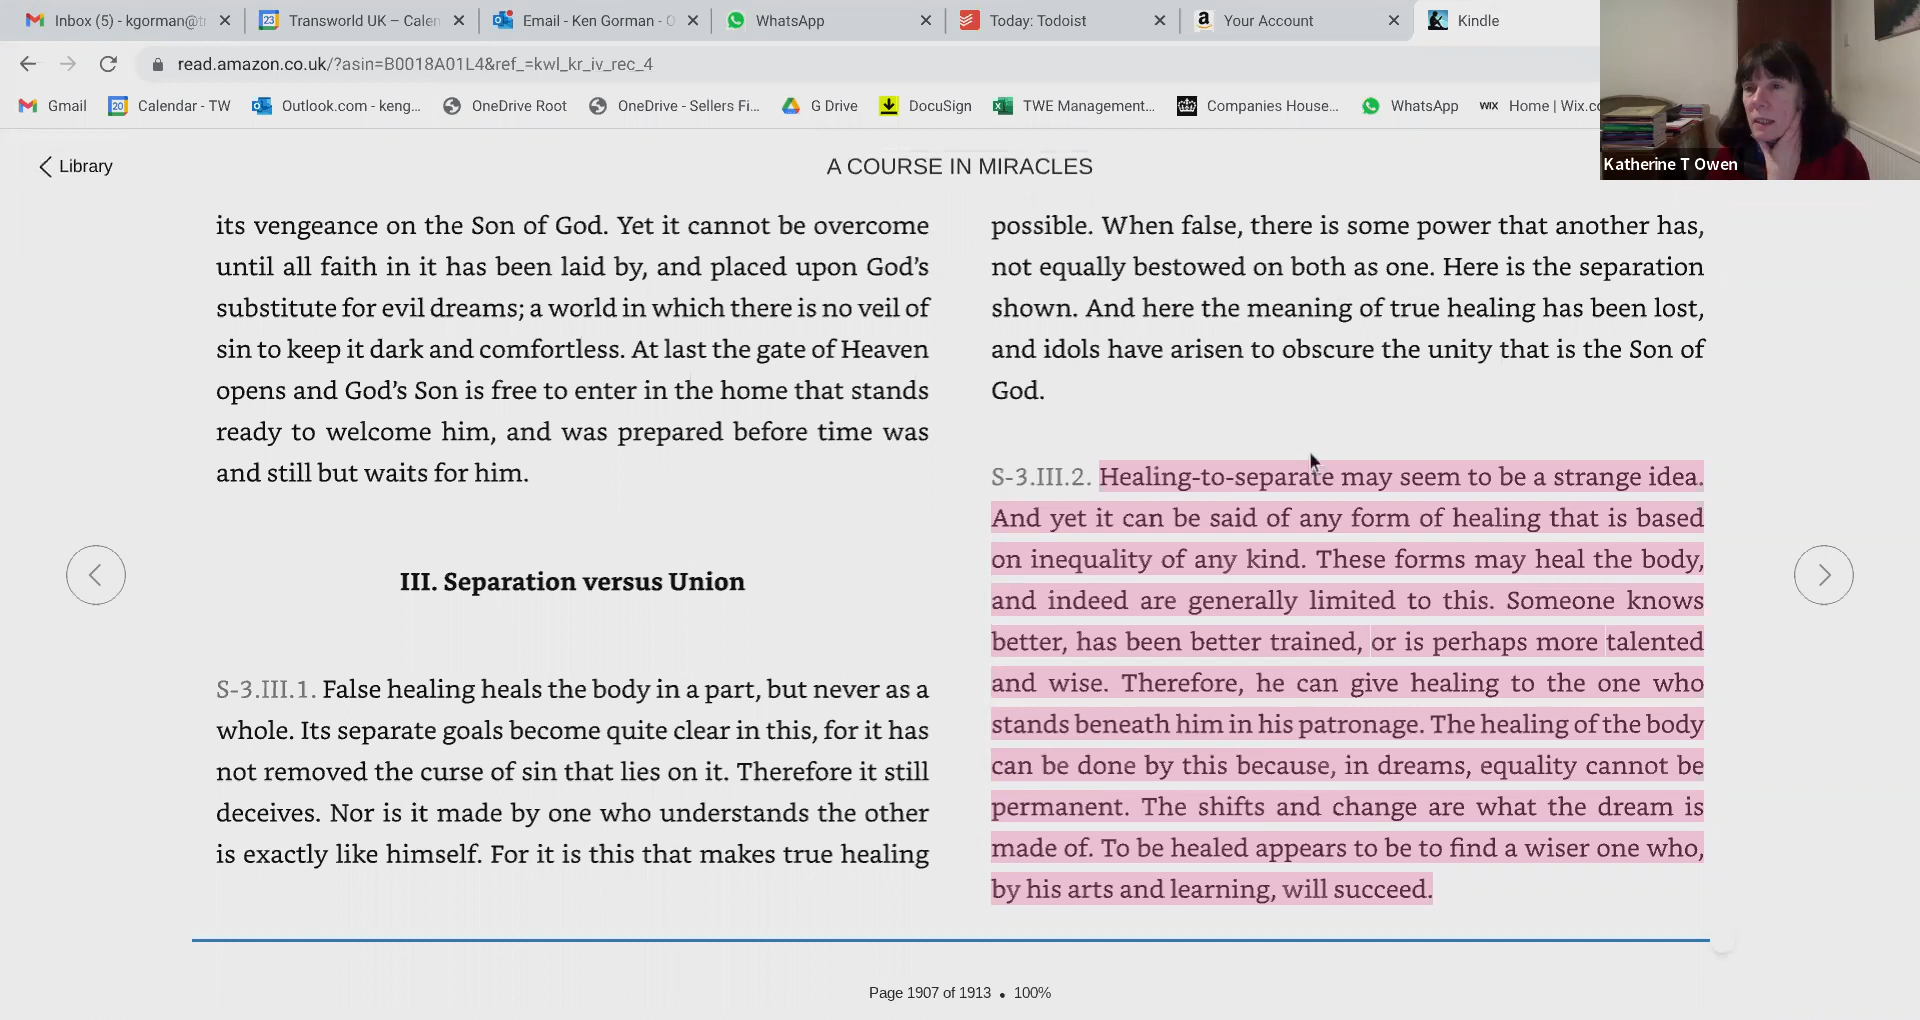 Inbox (5) - kgorman@t
Transworld UK – Calen
Email - Ken Gorman - O
WhatsApp
Today: Todoist
Your Account
Kindle
read.amazon.co.uk/?asin=B0018A01L4&ref_=kwl_kr_iv_rec_4
Gmail
Calendar - TW
Outlook.com - keng...
OneDrive Root
OneDrive - Sellers Fi...
G Drive
DocuSign
TWE Management...
Companies House...
WhatsApp
WIX Home | Wix.co
Katherine T Owen
Library
A COURSE IN MIRACLES
its vengeance on the Son of God. Yet it cannot be overcome
until all faith in it has been laid by, and placed upon God’s
substitute for evil dreams; a world in which there is no veil of
sin to keep it dark and comfortless. At last the gate of Heaven
opens and God’s Son is free to enter in the home that stands
ready to welcome him, and was prepared before time was
and still but waits for him.
III. Separation versus Union
S-3.III.1. False healing heals the body in a part, but never as a
whole. Its separate goals become quite clear in this, for it has
not removed the curse of sin that lies on it. Therefore it still
deceives. Nor is it made by one who understands the other
is exactly like himself. For it is this that makes true healing
possible. When false, there is some power that another has,
not equally bestowed on both as one. Here is the separation
shown. And here the meaning of true healing has been lost,
and idols have arisen to obscure the unity that is the Son of
God.
S-3.III.2. Healing-to-separate may seem to be a strange idea.
And yet it can be said of any form of healing that is based
on inequality of any kind. These forms may heal the body,
and indeed are generally limited to this. Someone knows
better, has been better trained, or is perhaps more talented
and wise. Therefore, he can give healing to the one who
stands beneath him in his patronage. The healing of the body
can be done by this because, in dreams, equality cannot be
permanent. The shifts and change are what the dream is
made of. To be healed appears to be to find a wiser one who,
by his arts and learning, will succeed.
Page 1907 of 1913 • 100%